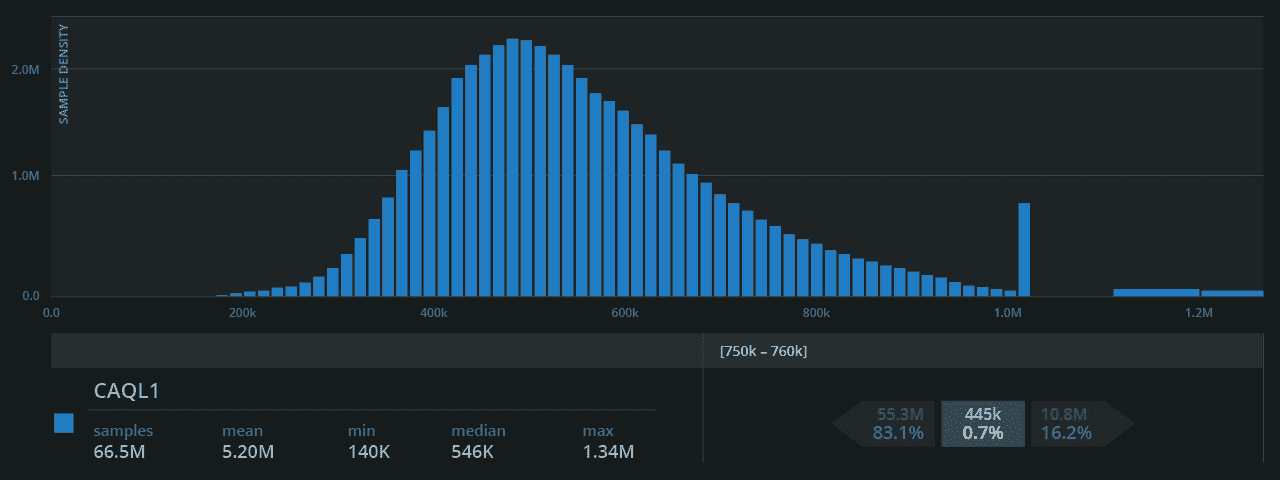 SAMPLE DENSITY
2.0M
1.0M
0.0
0.0 200k 400k 600k 800k 1.0M 1.2M
[750k – 760k]
CAQL1
samples mean min median max
66.5M 5.20M 140K 546K 1.34M
55.3M 445k 10.8M
83.1% 0.7% 16.2%